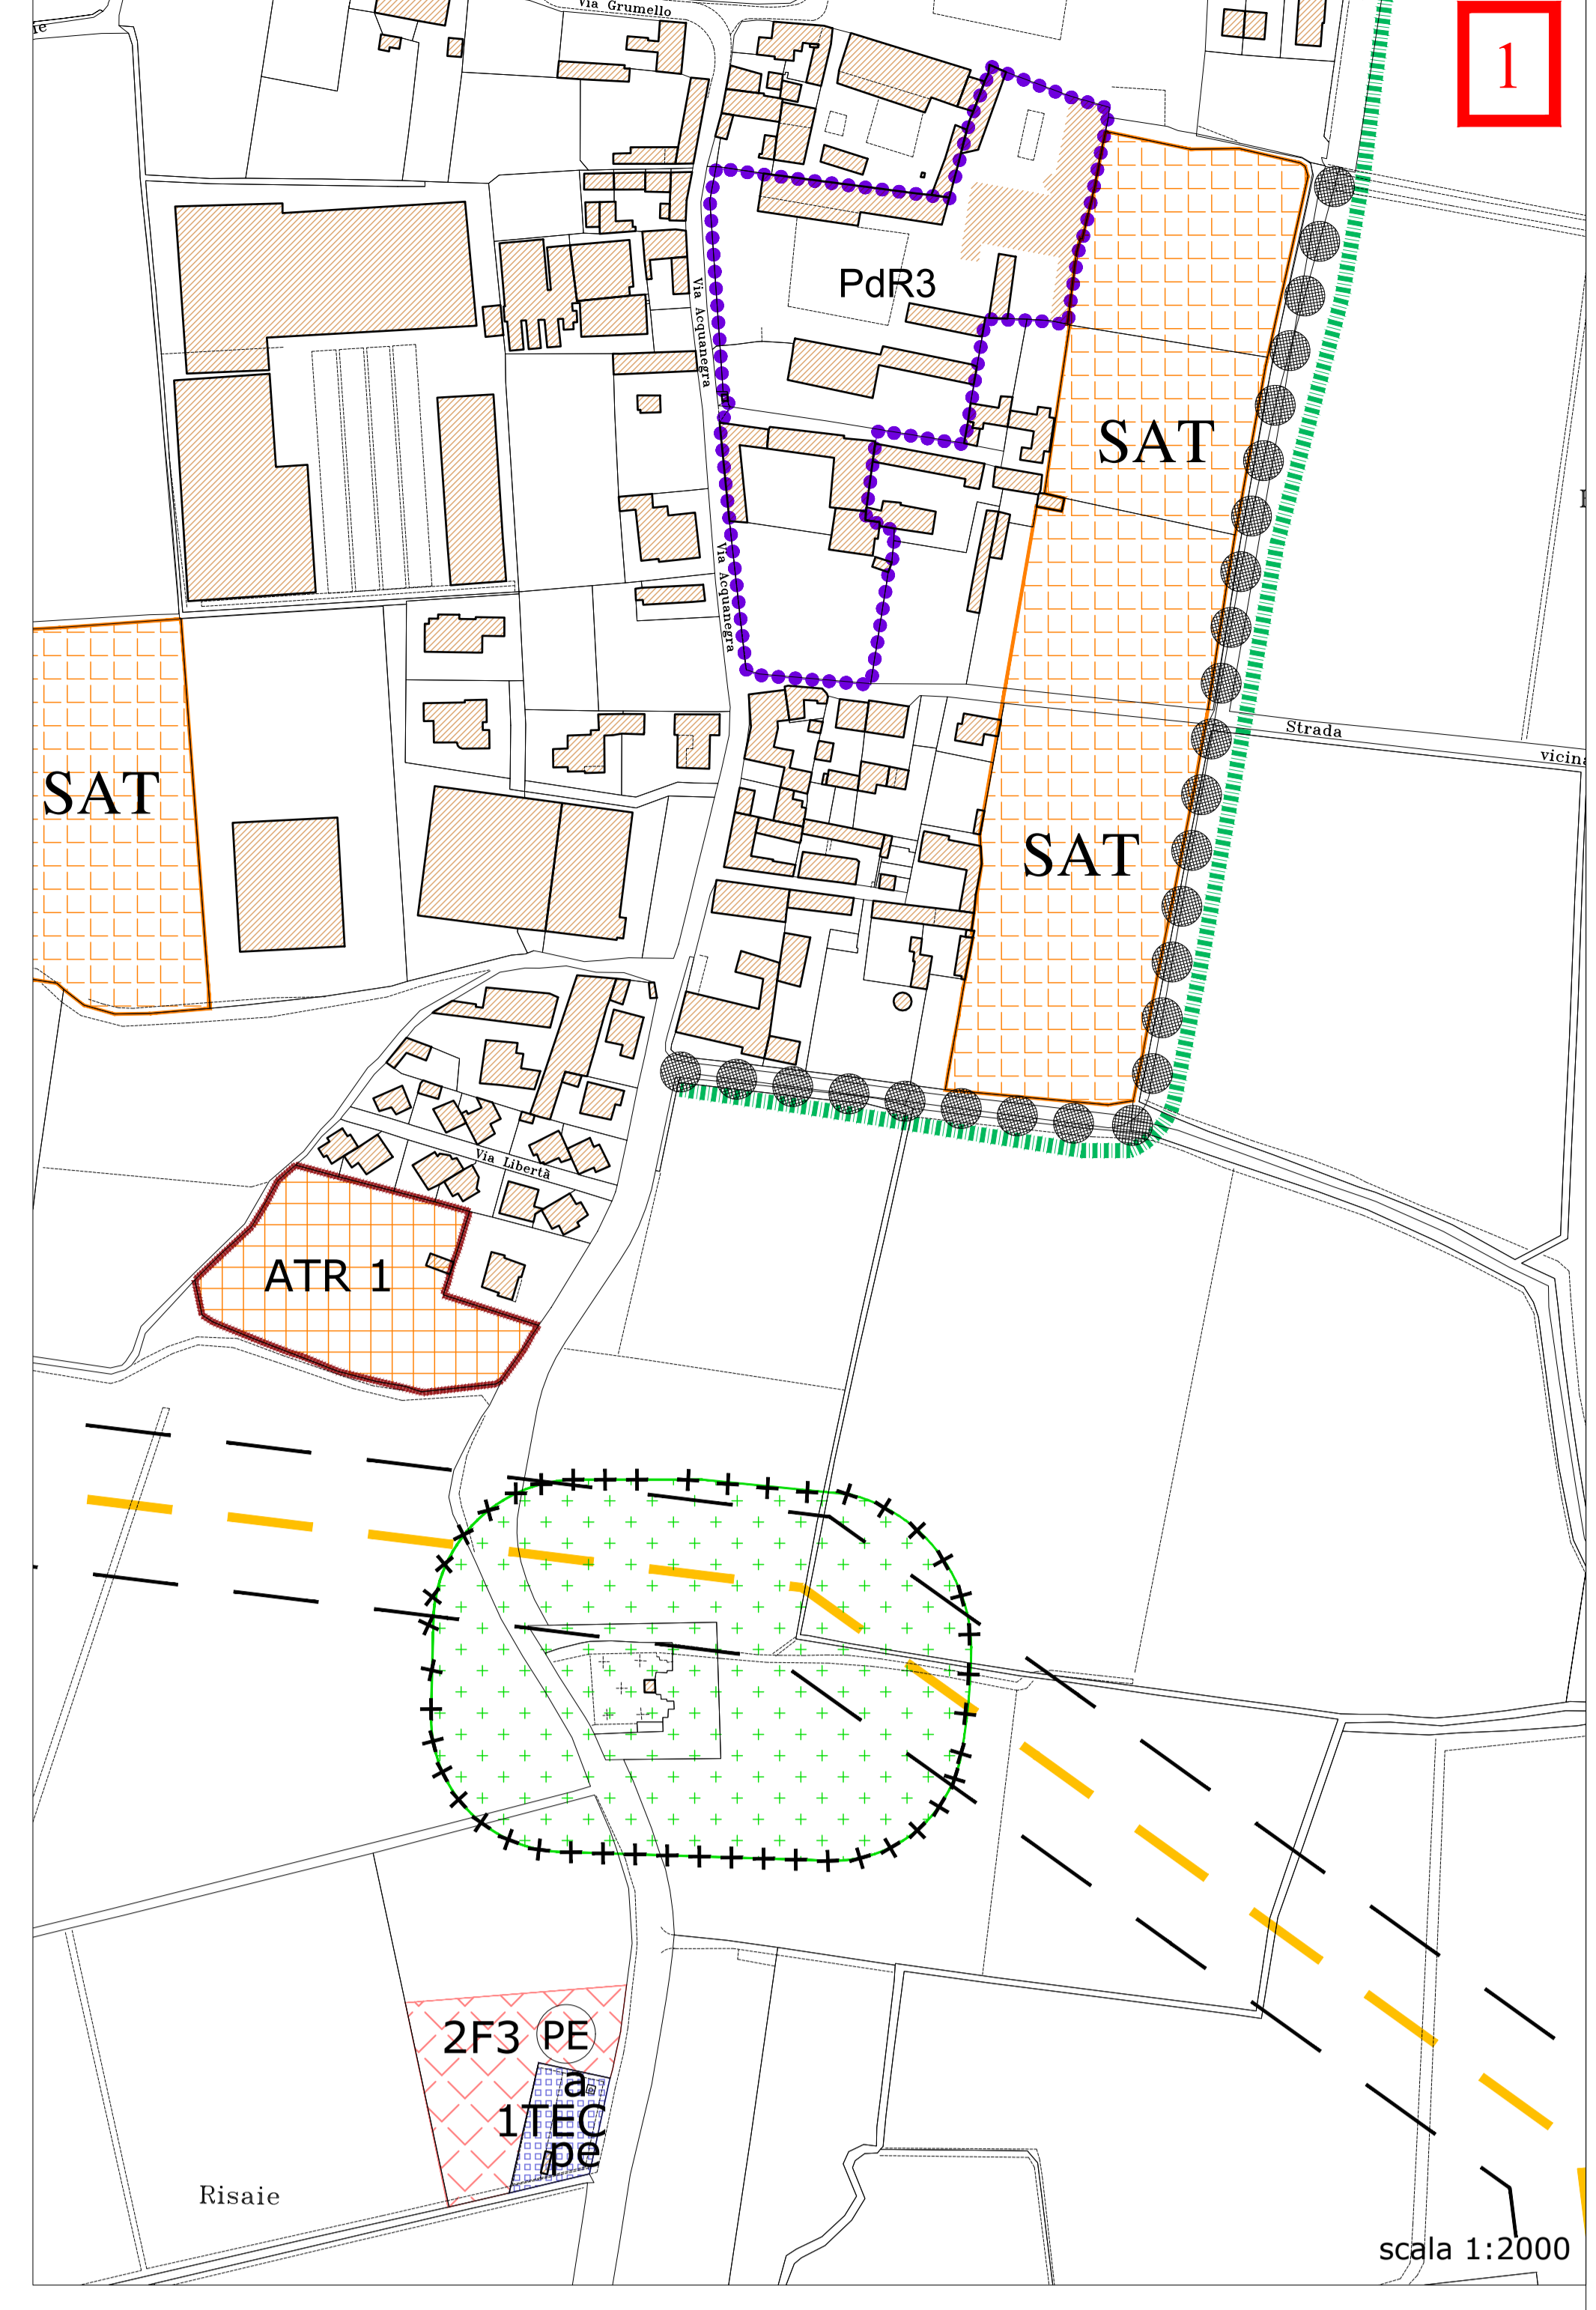 Via Grumello
1
PdR3
Via Acquanegra
SAT
Via Acquanegra
Strada
SAT
SAT
Via Libertà
ATR 1
2F3 PE
a
1TEC
pe
Risaie
scala 1:2000